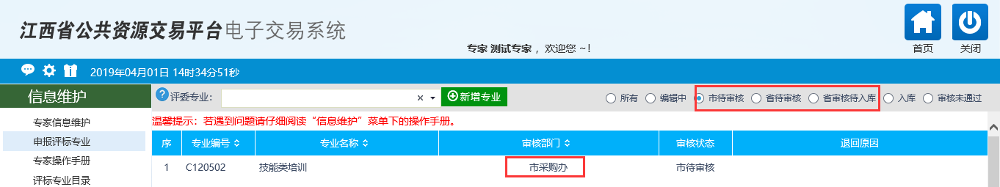 江西省公共资源交易平台电子交易系统
专家 测试专家 ，欢迎您 ~!
首页
关闭
2019年04月01日 14时34分51秒
信息维护
专家信息维护
申报评标专业
专家操作手册
评标专业目录
评委专业:
新增专业
所有 编辑中 市待审核 省待审核 省审核待入库 入库 审核未通过
温馨提示：若遇到问题请仔细阅读“信息维护”菜单下的操作手册。
序 专业编号 专业名称 审核部门 审核状态 退回原因
1 C120502 技能类培训 市采购办 市待审核